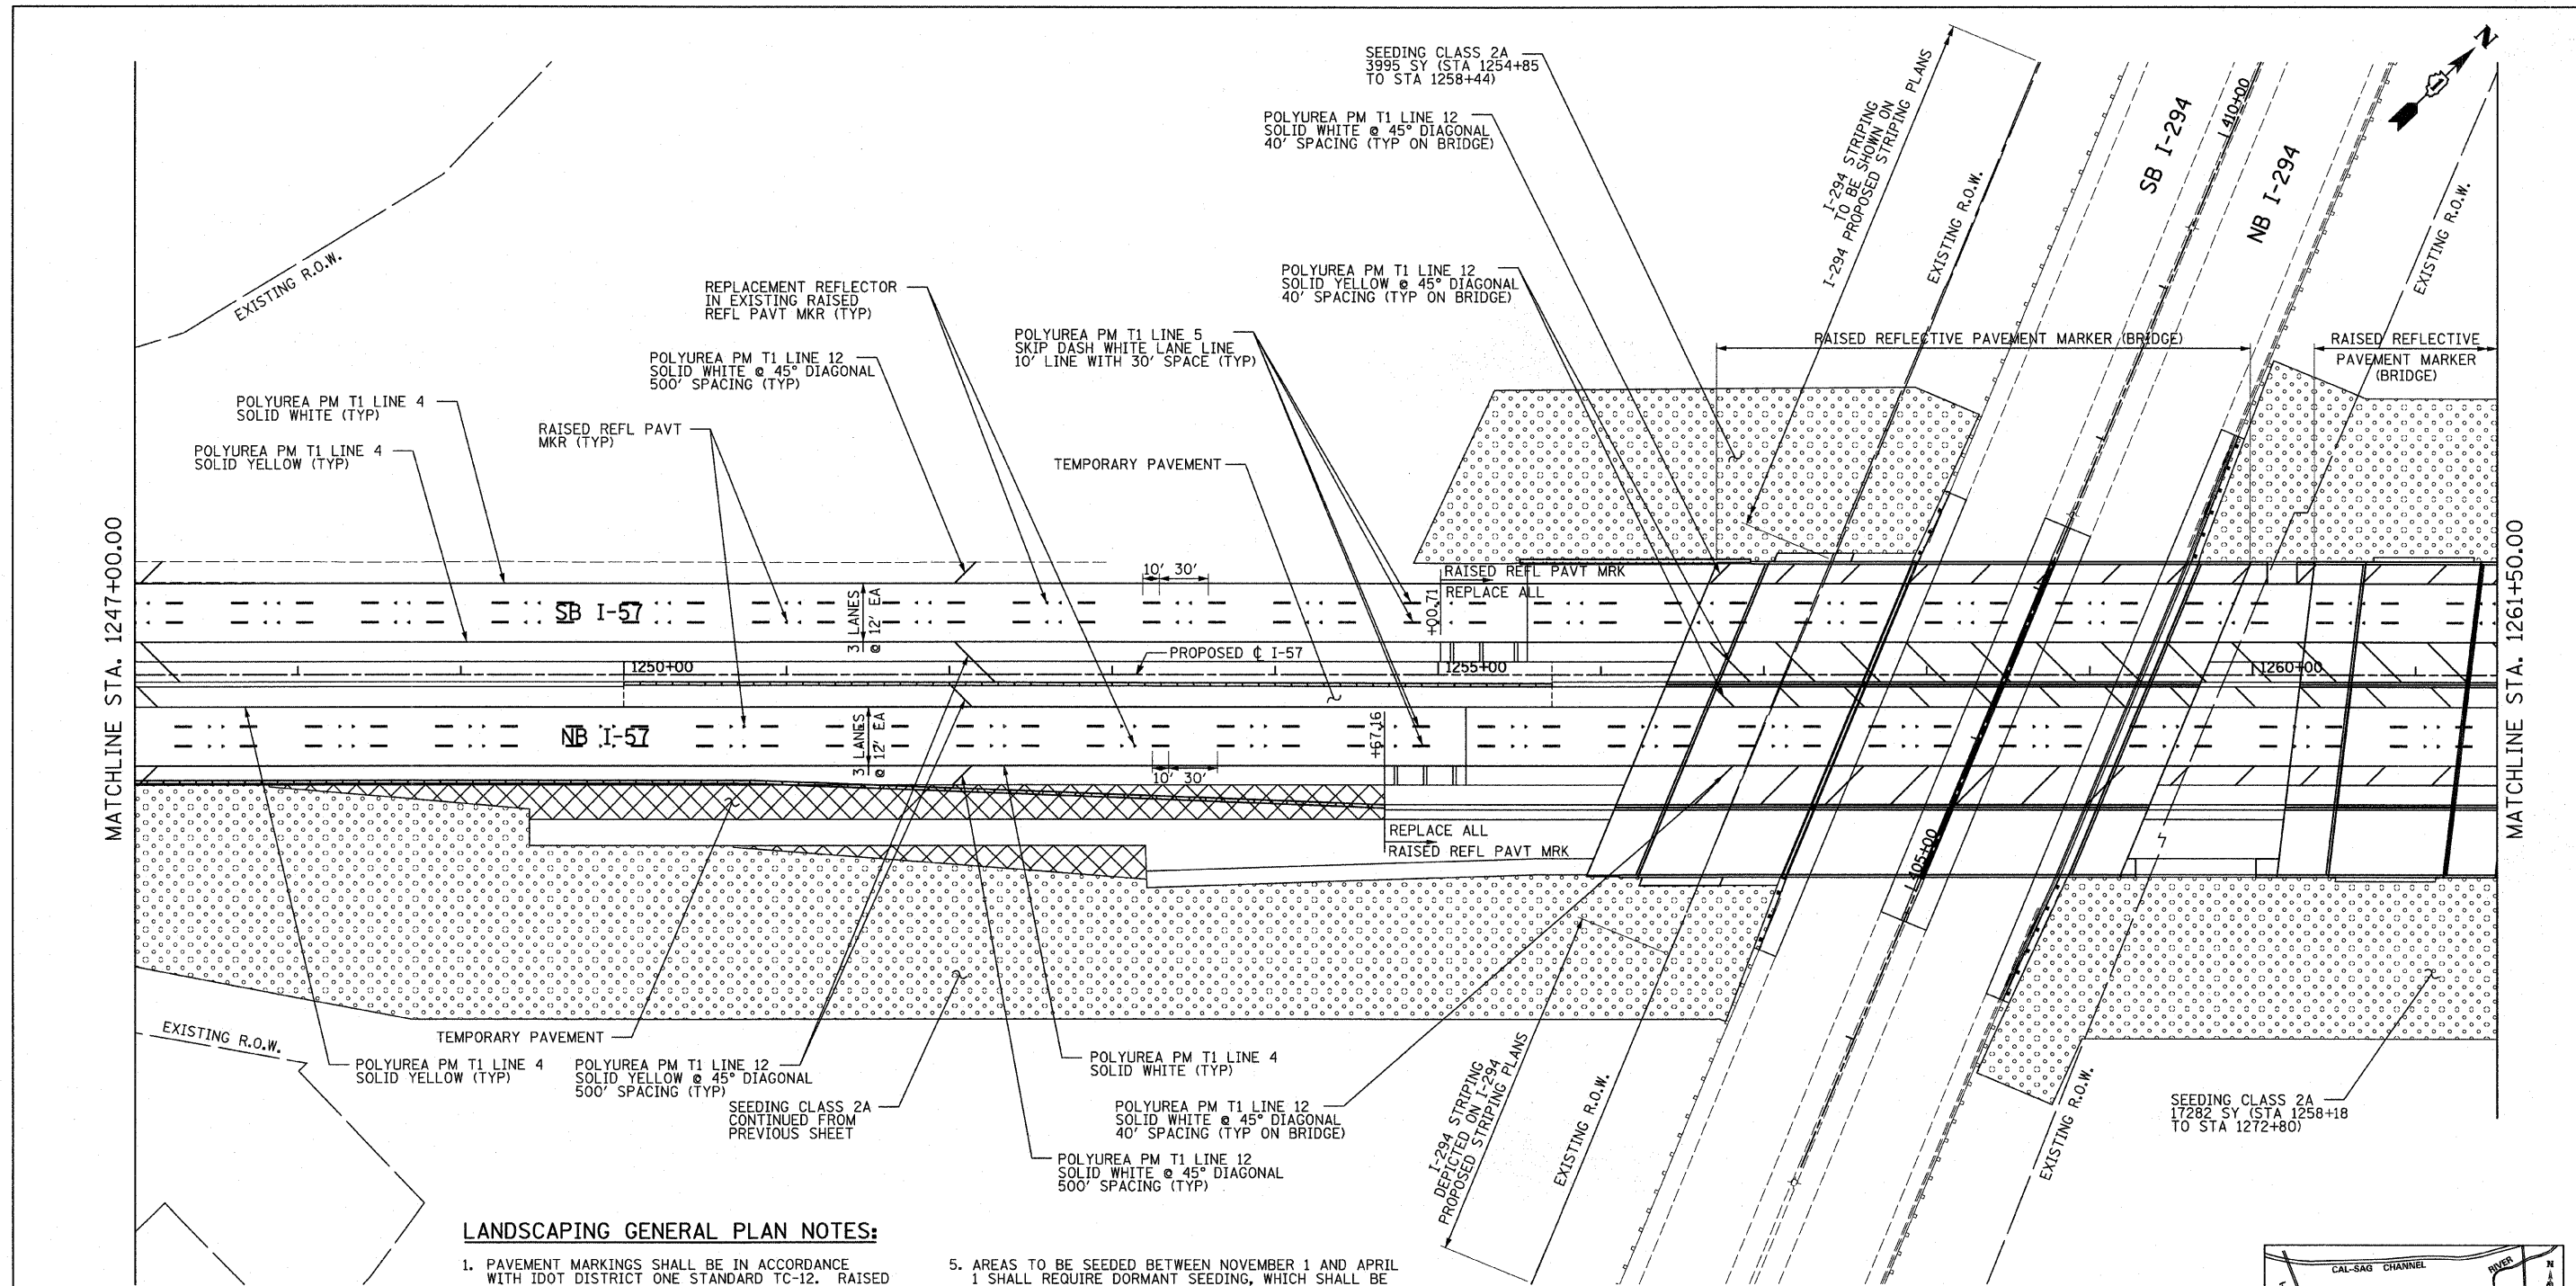 SEEDING CLASS 2A
3995 SY (STA 1254+85
TO STA 1258+44)
POLYUREA PM T1 LINE 12
SOLID WHITE @ 45° DIAGONAL
40' SPACING (TYP ON BRIDGE)
I-294 STRIPING
TO BE SHOWN ON
I-294 PROPOSED STRIPING PLANS
EXISTING R.O.W.
SB I-294
1410+00
NB I-294
EXISTING R.O.W.
N
EXISTING R.O.W.
REPLACEMENT REFLECTOR
IN EXISTING RAISED
REFL PAVT MKR (TYP)
POLYUREA PM T1 LINE 12
SOLID YELLOW @ 45° DIAGONAL
40' SPACING (TYP ON BRIDGE)
POLYUREA PM T1 LINE 5
SKIP DASH WHITE LANE LINE
10' LINE WITH 30' SPACE (TYP)
RAISED REFLECTIVE PAVEMENT MARKER (BRIDGE)
RAISED REFLECTIVE
PAVEMENT MARKER
(BRIDGE)
POLYUREA PM T1 LINE 12
SOLID WHITE @ 45° DIAGONAL
500' SPACING (TYP)
POLYUREA PM T1 LINE 4
SOLID WHITE (TYP)
RAISED REFL PAVT
MKR (TYP)
POLYUREA PM T1 LINE 4
SOLID YELLOW (TYP)
TEMPORARY PAVEMENT
MATCHLINE STA. 1247+00.00
MATCHLINE STA. 1261+50.00
10' 30'
RAISED REFL PAVT MRK
REPLACE ALL
+00.71
SB I-57
3 LANES
@ 12' EA
PROPOSED ℄ I-57
1250+00
1255+00
1260+00
NB I-57
3 LANES
@ 12' EA
+67.16
10' 30'
REPLACE ALL
RAISED REFL PAVT MRK
1405+00
EXISTING R.O.W.
TEMPORARY PAVEMENT
POLYUREA PM T1 LINE 4
SOLID YELLOW (TYP)
POLYUREA PM T1 LINE 12
SOLID YELLOW @ 45° DIAGONAL
500' SPACING (TYP)
SEEDING CLASS 2A
CONTINUED FROM
PREVIOUS SHEET
POLYUREA PM T1 LINE 4
SOLID WHITE (TYP)
POLYUREA PM T1 LINE 12
SOLID WHITE @ 45° DIAGONAL
40' SPACING (TYP ON BRIDGE)
POLYUREA PM T1 LINE 12
SOLID WHITE @ 45° DIAGONAL
500' SPACING (TYP)
I-294 STRIPING
DEPICTED ON I-294
PROPOSED STRIPING PLANS
EXISTING R.O.W.
EXISTING R.O.W.
SEEDING CLASS 2A
17282 SY (STA 1258+18
TO STA 1272+80)
LANDSCAPING GENERAL PLAN NOTES:
1. PAVEMENT MARKINGS SHALL BE IN ACCORDANCE
WITH IDOT DISTRICT ONE STANDARD TC-12. RAISED
5. AREAS TO BE SEEDED BETWEEN NOVEMBER 1 AND APRIL
1 SHALL REQUIRE DORMANT SEEDING, WHICH SHALL BE
CAL-SAG CHANNEL
RIVER
N